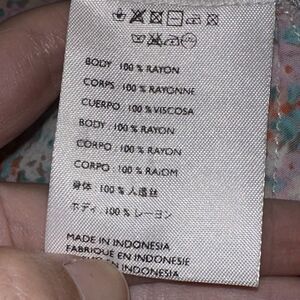 BODY : 100 % RAYON
CORPS : 100 % RAYONNE
CUERPO : 100 % VISCOSA
BODY : 100 % RAYON
CORPO : 100 % RAYON
CORPO : 100 % RAIOM
身体 100 % 人造丝
ボディ : 100 % レーヨン
MADE IN INDONESIA
FABRIQUE EN INDONESIE
EN INDONESIA